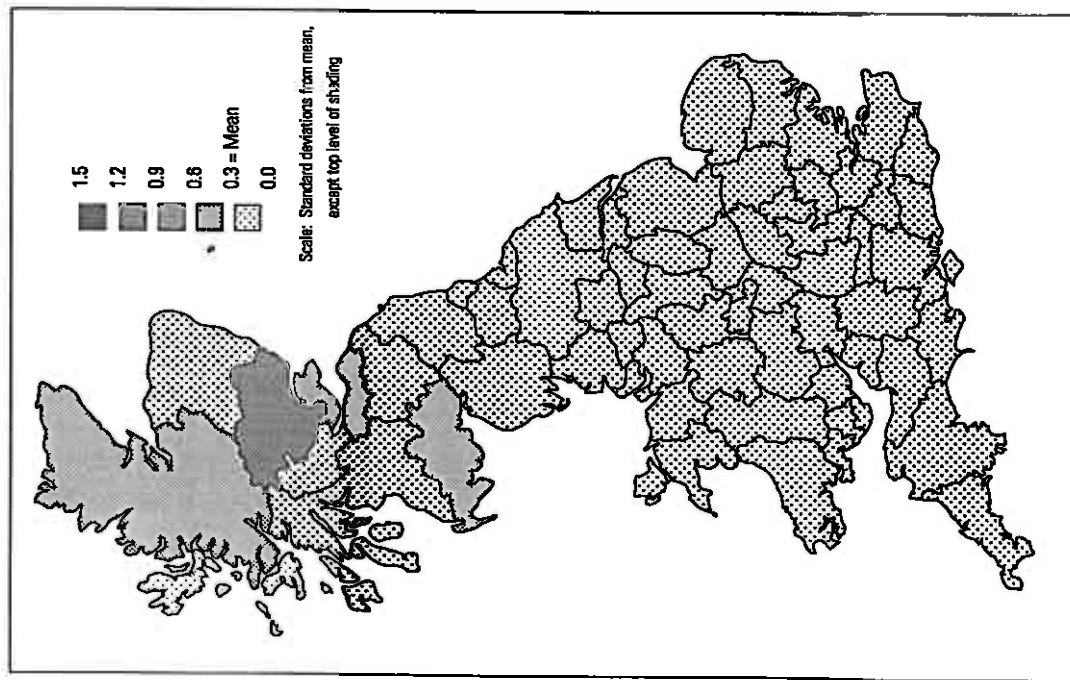 1.5
1.2
0.9
0.6
0.3 = Mean
0.0
Scale: Standard deviations from mean,
except top level of shading